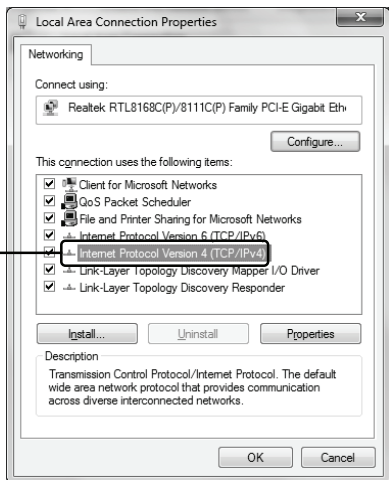 Local Area Connection Properties
Networking
Connect using:
Realtek RTL8168C(P)/8111C(P) Family PCI-E Gigabit Eth
Configure...
This connection uses the following items:
Client for Microsoft Networks
QoS Packet Scheduler
File and Printer Sharing for Microsoft Networks
Internet Protocol Version 6 (TCP/IPv6)
Internet Protocol Version 4 (TCP/IPv4)
Link-Layer Topology Discovery Mapper I/O Driver
Link-Layer Topology Discovery Responder
Install... Uninstall Properties
Description
Transmission Control Protocol/Internet Protocol. The default
wide area network protocol that provides communication
across diverse interconnected networks.
OK Cancel